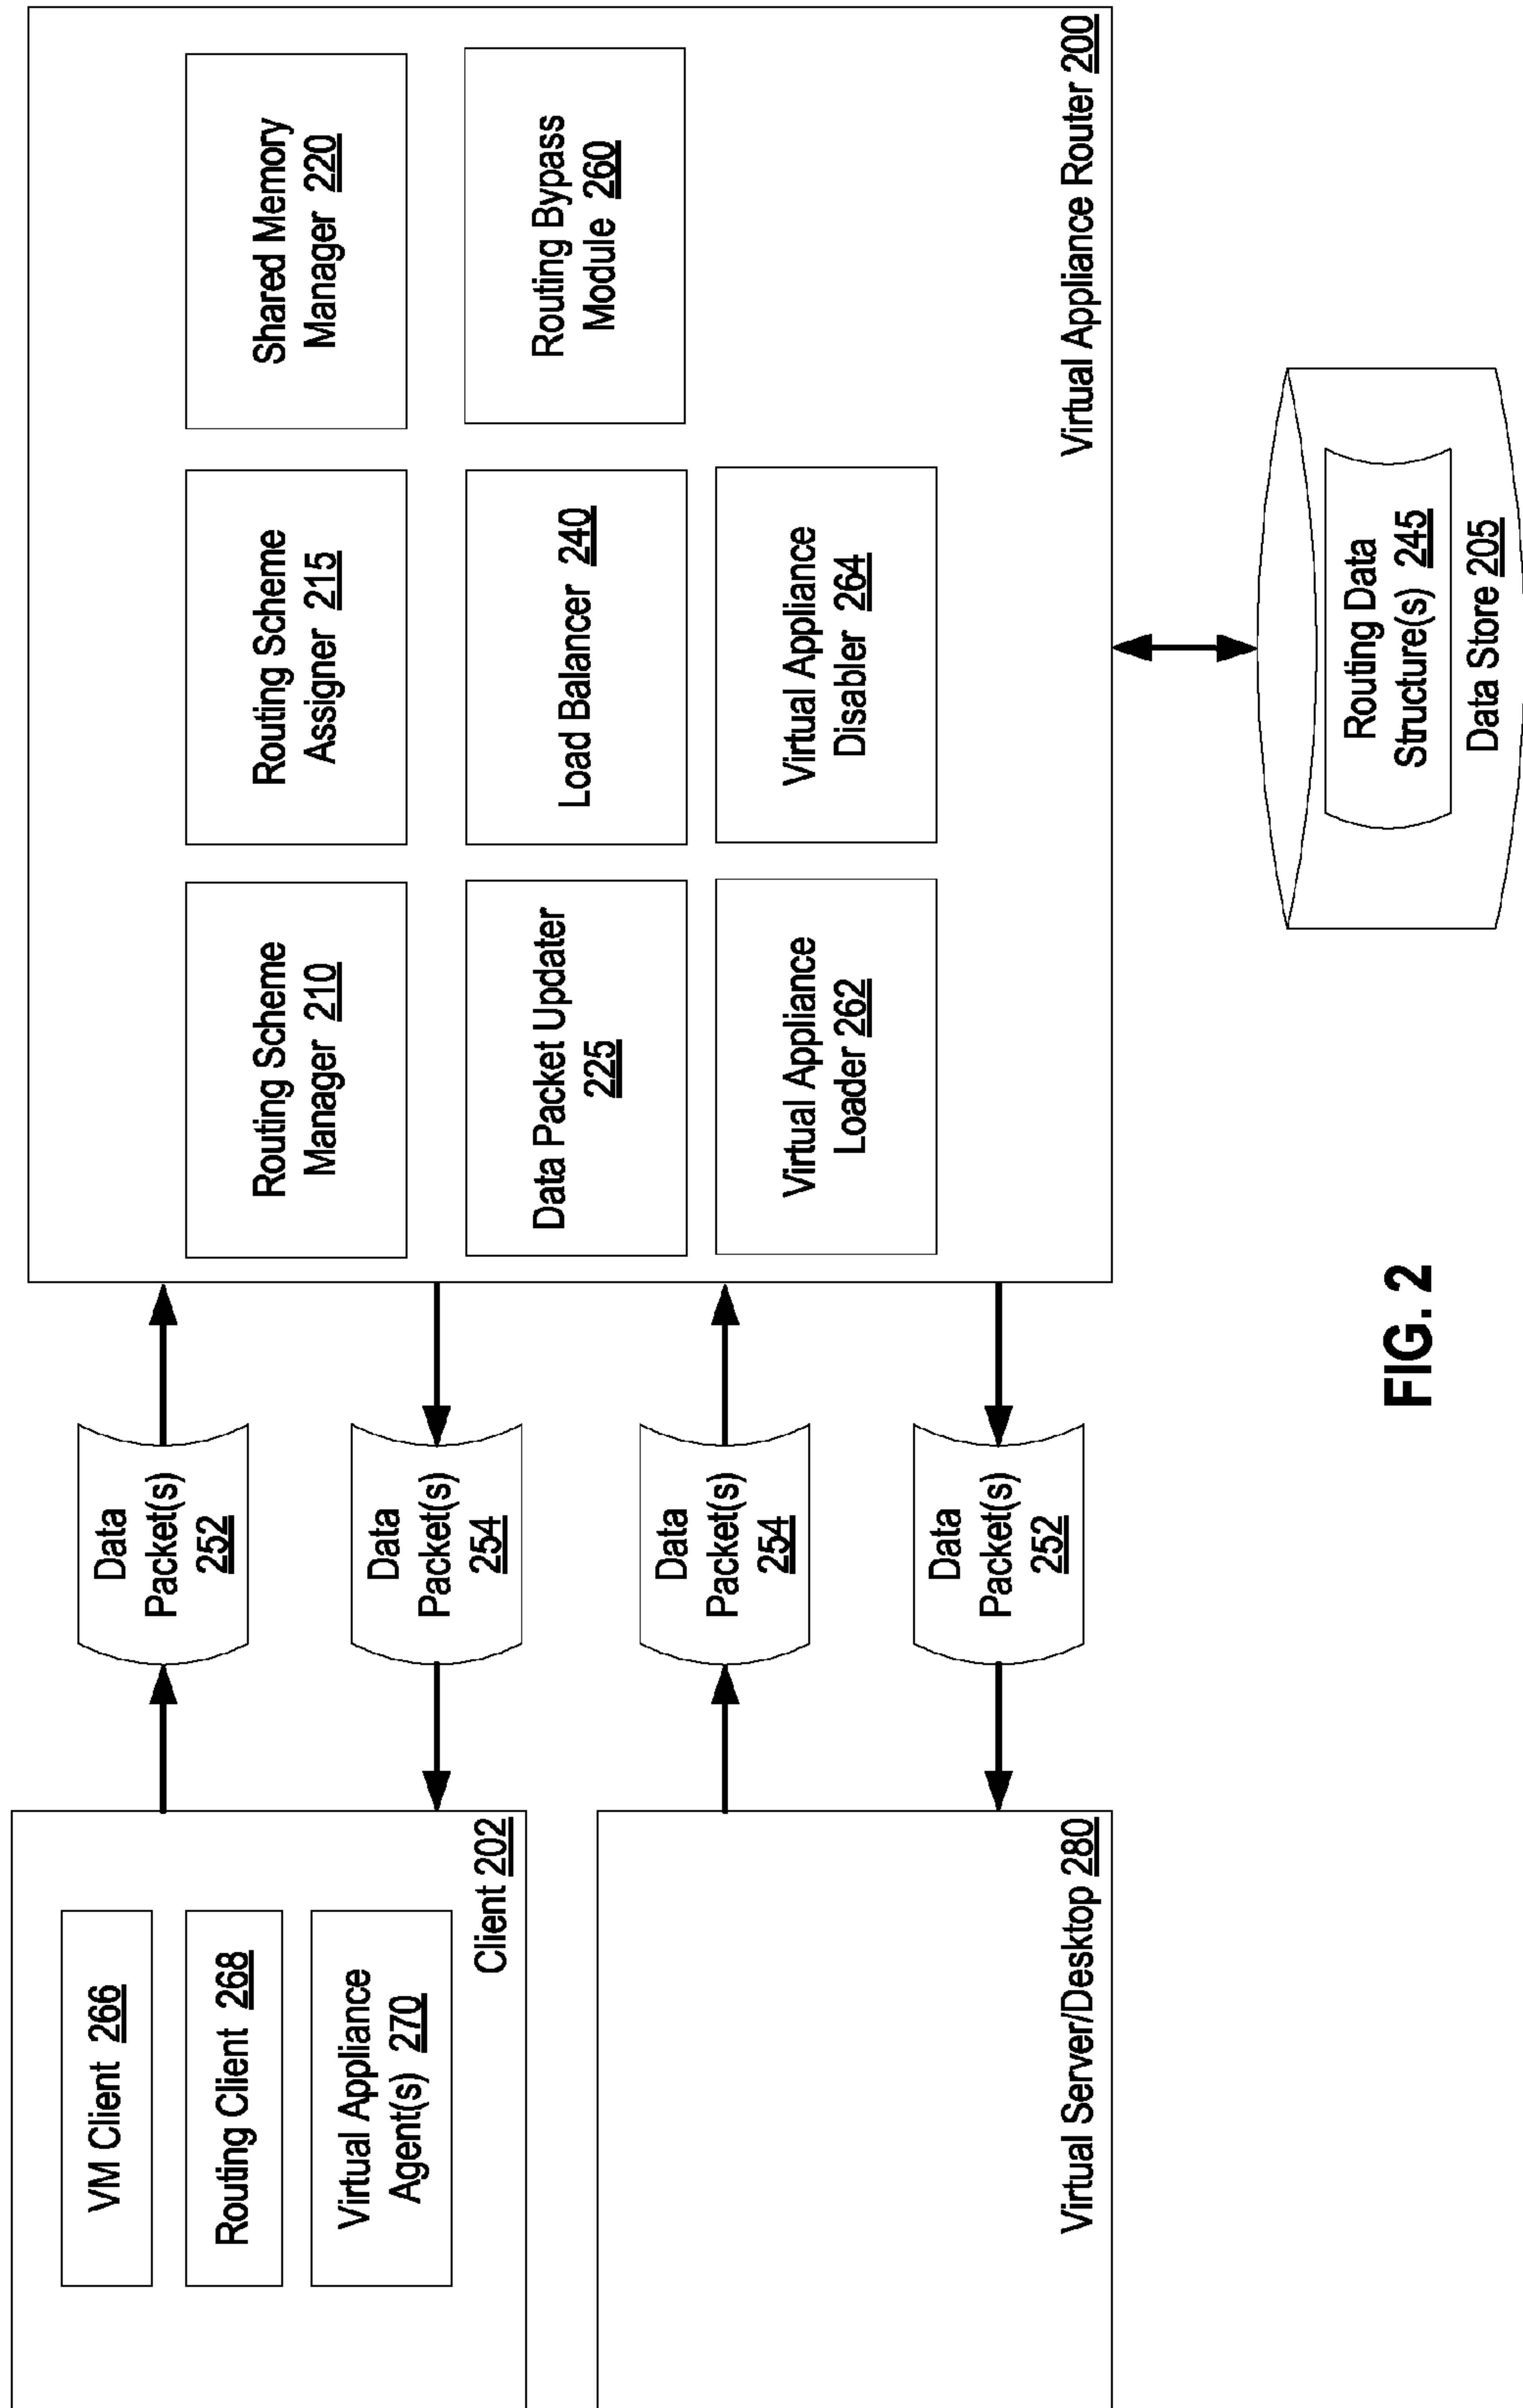 VM Client 266
Routing Client 268
Virtual Appliance
Agent(s) 270
Client 202
Virtual Server/Desktop 280
Data
Packet(s)
252
Data
Packet(s)
254
Data
Packet(s)
254
Data
Packet(s)
252
Routing Scheme
Manager 210
Routing Scheme
Assigner 215
Shared Memory
Manager 220
Data Packet Updater
225
Load Balancer 240
Routing Bypass
Module 260
Virtual Appliance
Loader 262
Virtual Appliance
Disabler 264
Virtual Appliance Router 200
Routing Data
Structure(s) 245
Data Store 205
FIG. 2